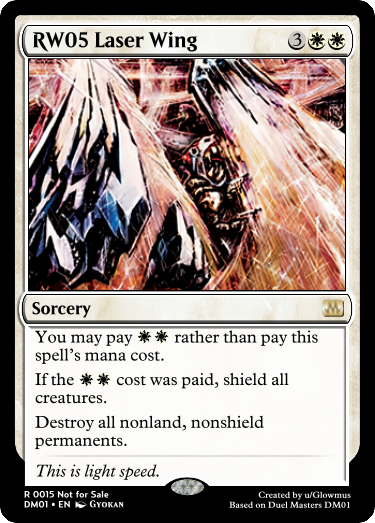 RW05 Laser Wing 3
Sorcery
You may pay rather than pay this
spell's mana cost.
If the cost was paid, shield all
creatures.
Destroy all nonland, nonshield
permanents.
This is light speed.
R 0015 Not for Sale
DM01 • EN GYOKAN
Created by u/Glowmus
Based on Duel Masters DM01